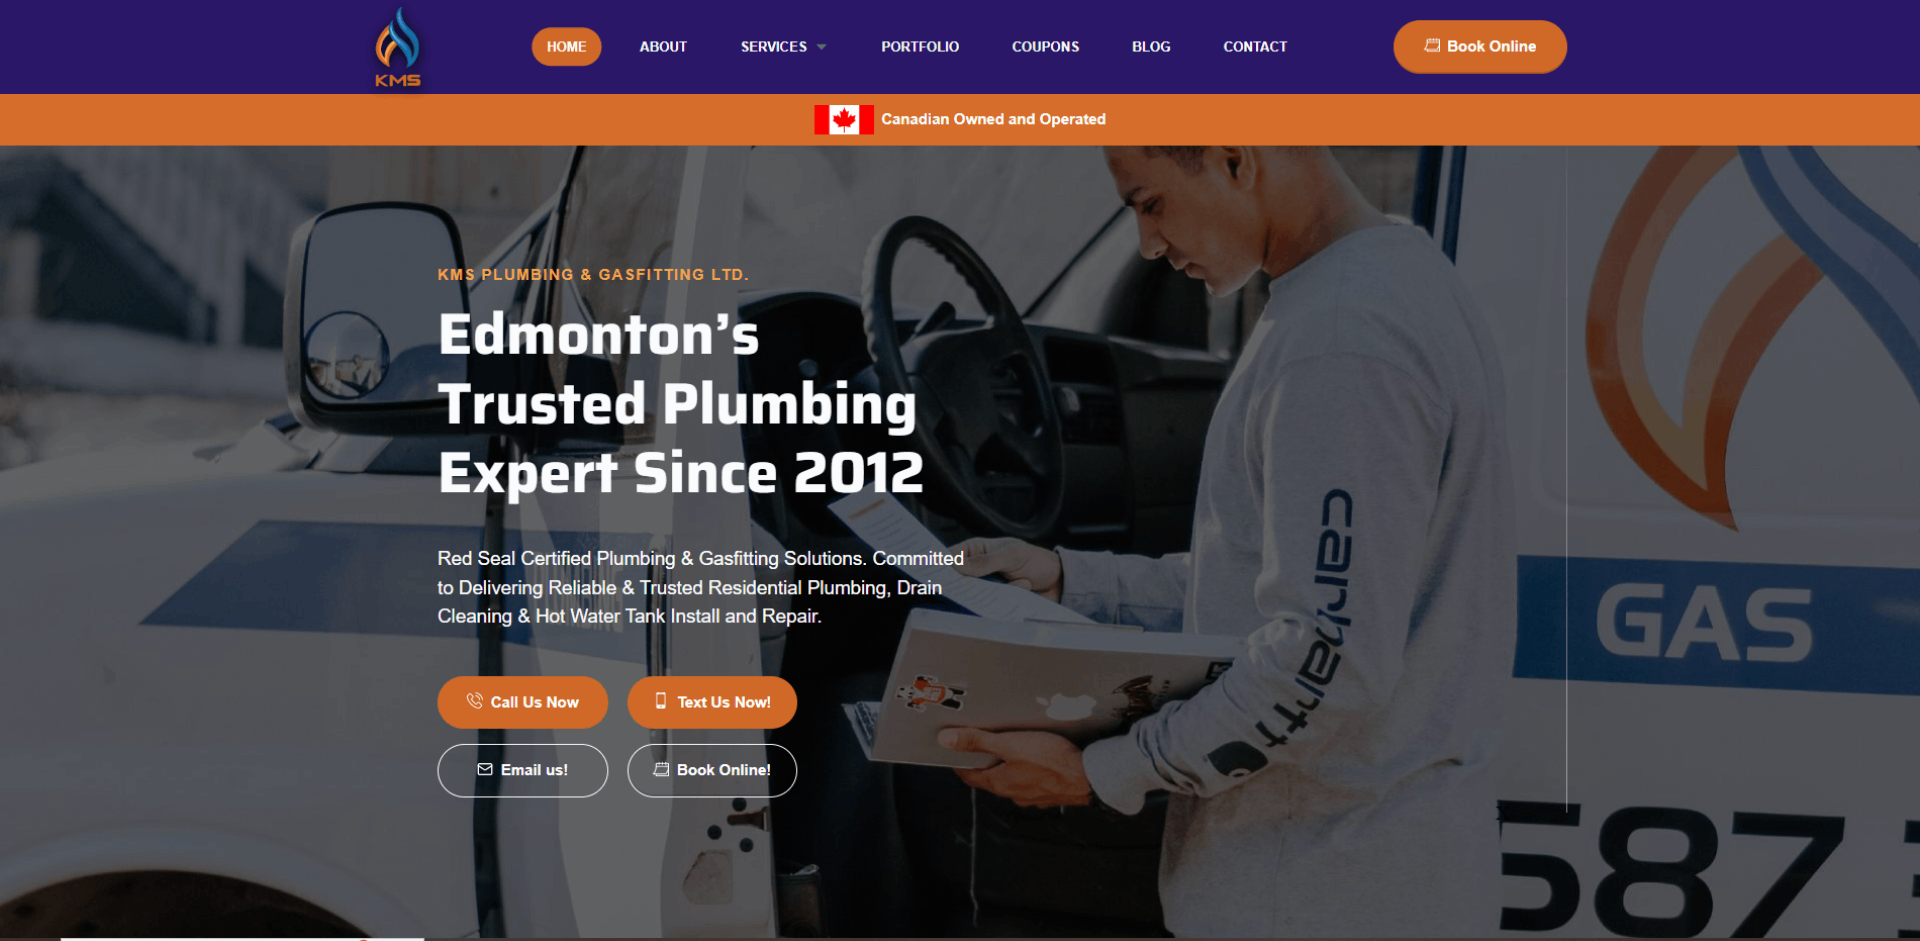 KMS
HOME
ABOUT
SERVICES
PORTFOLIO
COUPONS
BLOG
CONTACT
Book Online
Canadian Owned and Operated
KMS PLUMBING & GASFITTING LTD.
Edmonton’s
Trusted Plumbing
Expert Since 2012
Red Seal Certified Plumbing & Gasfitting Solutions. Committed
to Delivering Reliable & Trusted Residential Plumbing, Drain
Cleaning & Hot Water Tank Install and Repair.
Call Us Now
Text Us Now!
Email us!
Book Online!
carhartt
GAS
587